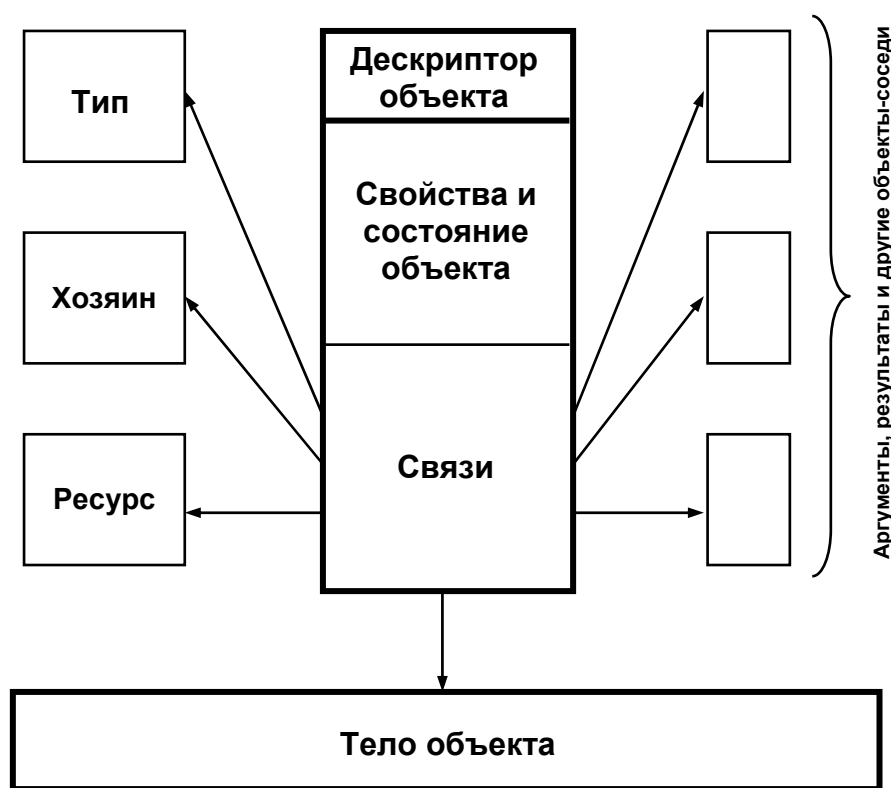 Тип
Хозяин
Ресурс
Дескриптор
объекта
Свойства и
состояние
объекта
Связи
Аргументы, результаты и другие объекты-соседи
Тело объекта